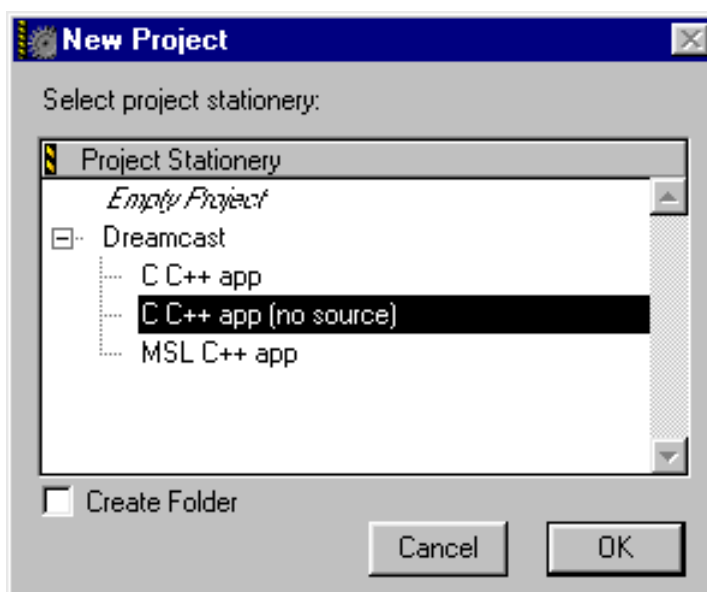 New Project
Select project stationery:
Project Stationery
Empty Project
Dreamcast
C C++ app
C C++ app (no source)
MSL C++ app
Create Folder
Cancel OK